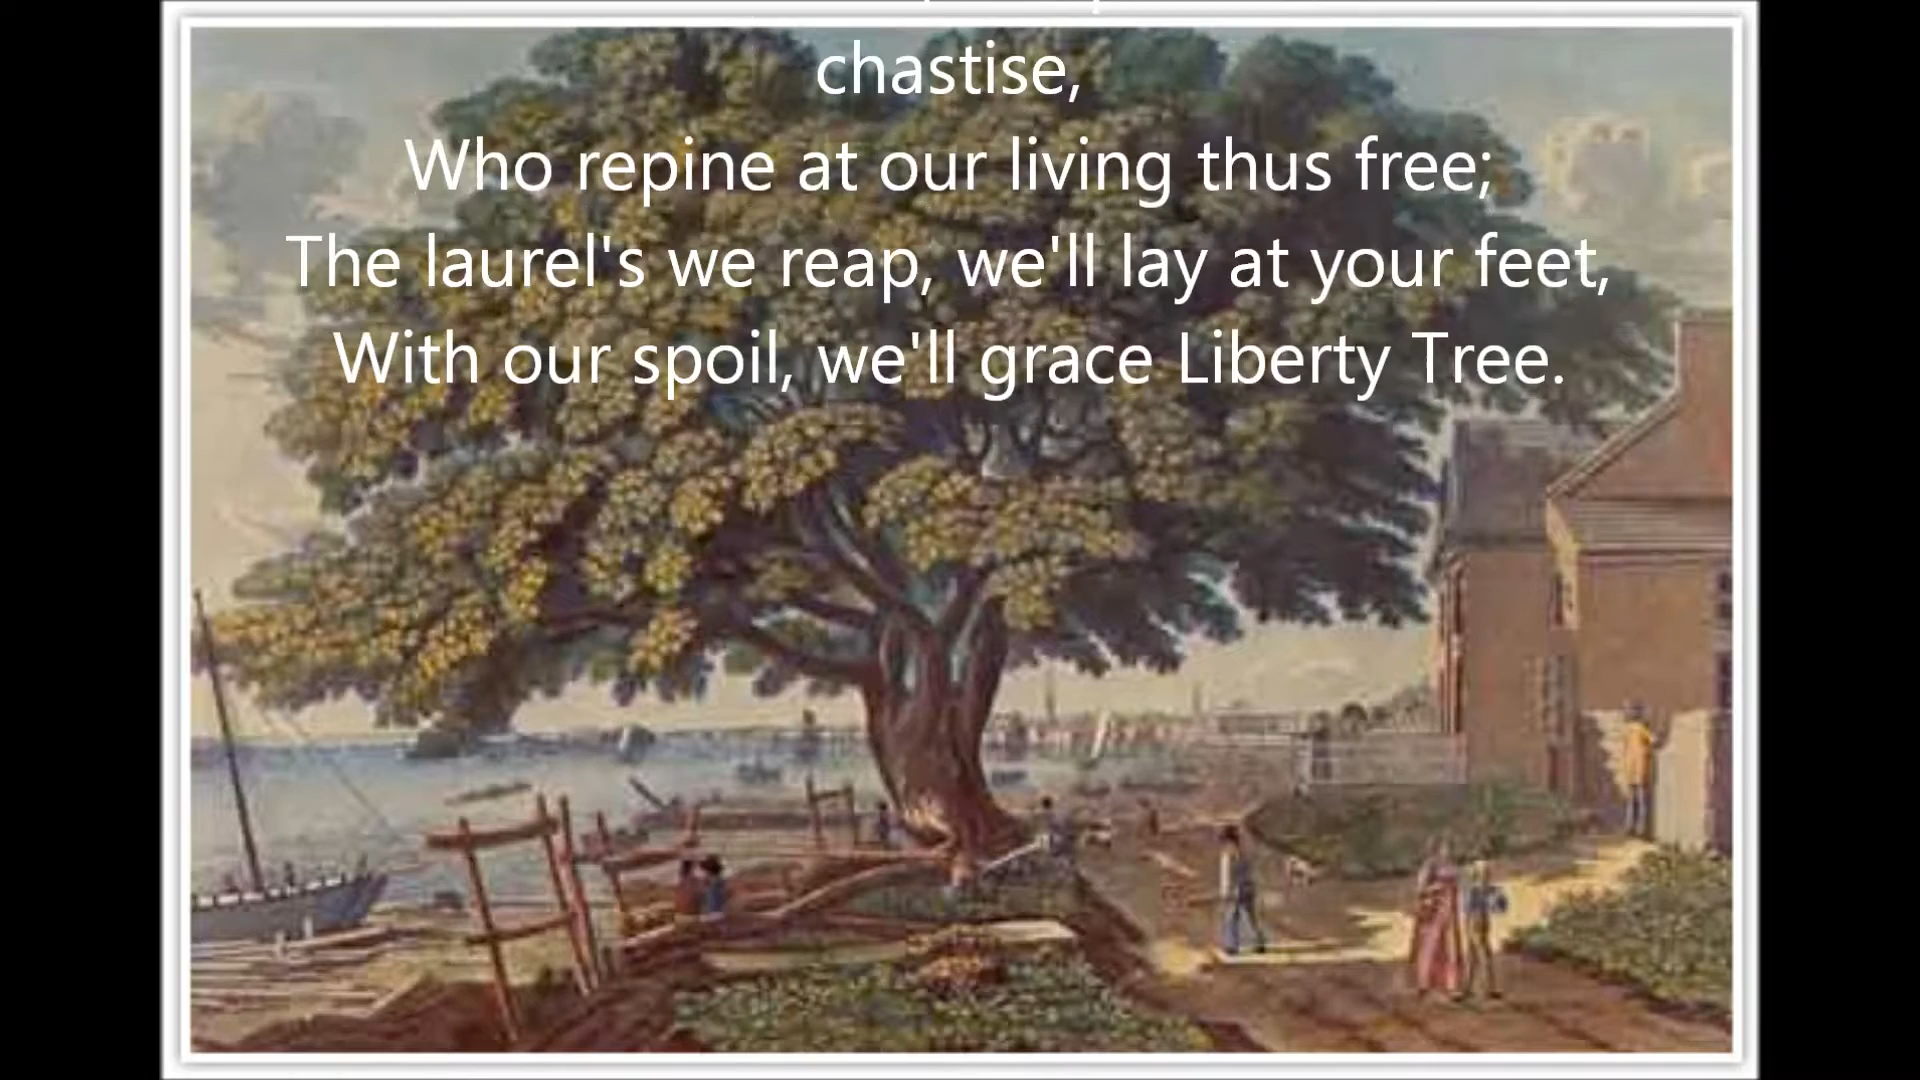 chastise,
Who repine at our living thus free;
The laurel's we reap, we'll lay at your feet,
With our spoil, we'll grace Liberty Tree.